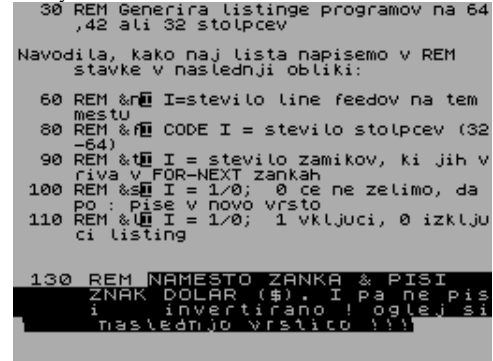 30 REM Generira listinge programov na 64
,42 ali 32 stolpcev
Navodila, kako naj lista napisemo v REM
stavke v naslednji obliki:
60 REM &n I=stevilo line feedov na tem
mestu
80 REM & CODE I = stevilo stolpcev (32
-64)
90 REM &t I = stevilo zamikov, ki jih v
riva v FOR-NEXT zankah
100 REM &s I = 1/0; 0 ce ne zelimo, da
po : pise v novo vrsto
110 REM & I = 1/0; 1 vkljuci, 0 izklju
ci listing
130 REM NAMESTO ZANKA & PISI
ZNAK DOLAR ($). I pa ne pis
i invertirano ! oglej si
naslednjo vrstico !!!